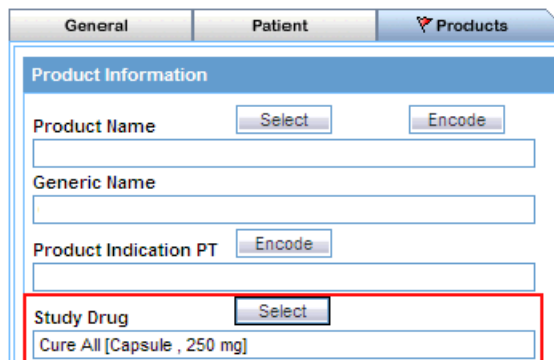 General Patient Products
Product Information
Product Name Select Encode
Generic Name
Product Indication PT Encode
Study Drug Select
Cure All [Capsule , 250 mg]